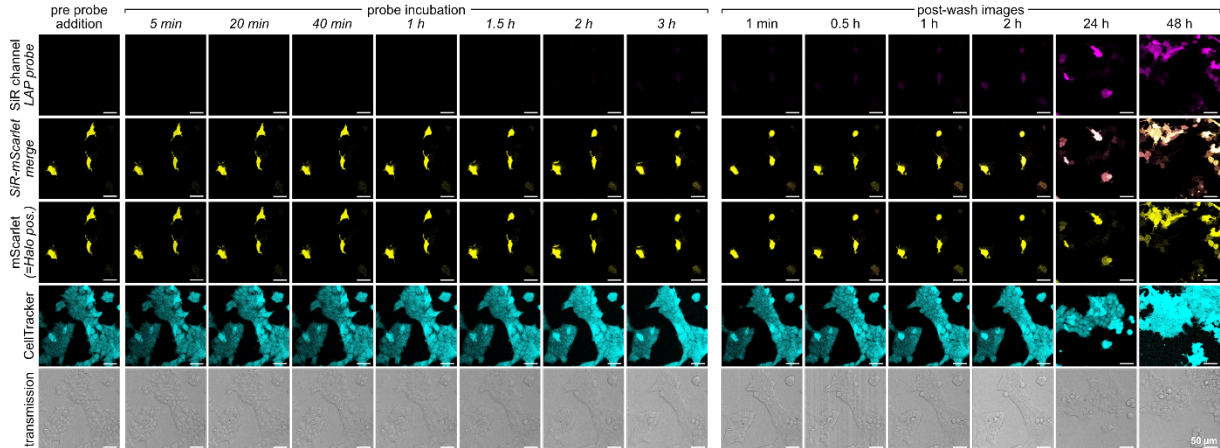 pre probe
addition
probe incubation
5 min
20 min
40 min
1 h
1.5 h
2 h
3 h
post-wash images
1 min
0.5 h
1 h
2 h
24 h
48 h
SiR channel
LAP probe
SiR-mScarlet
merge
mScarlet
(=Halo pos.)
CellTracker
transmission
50 µm